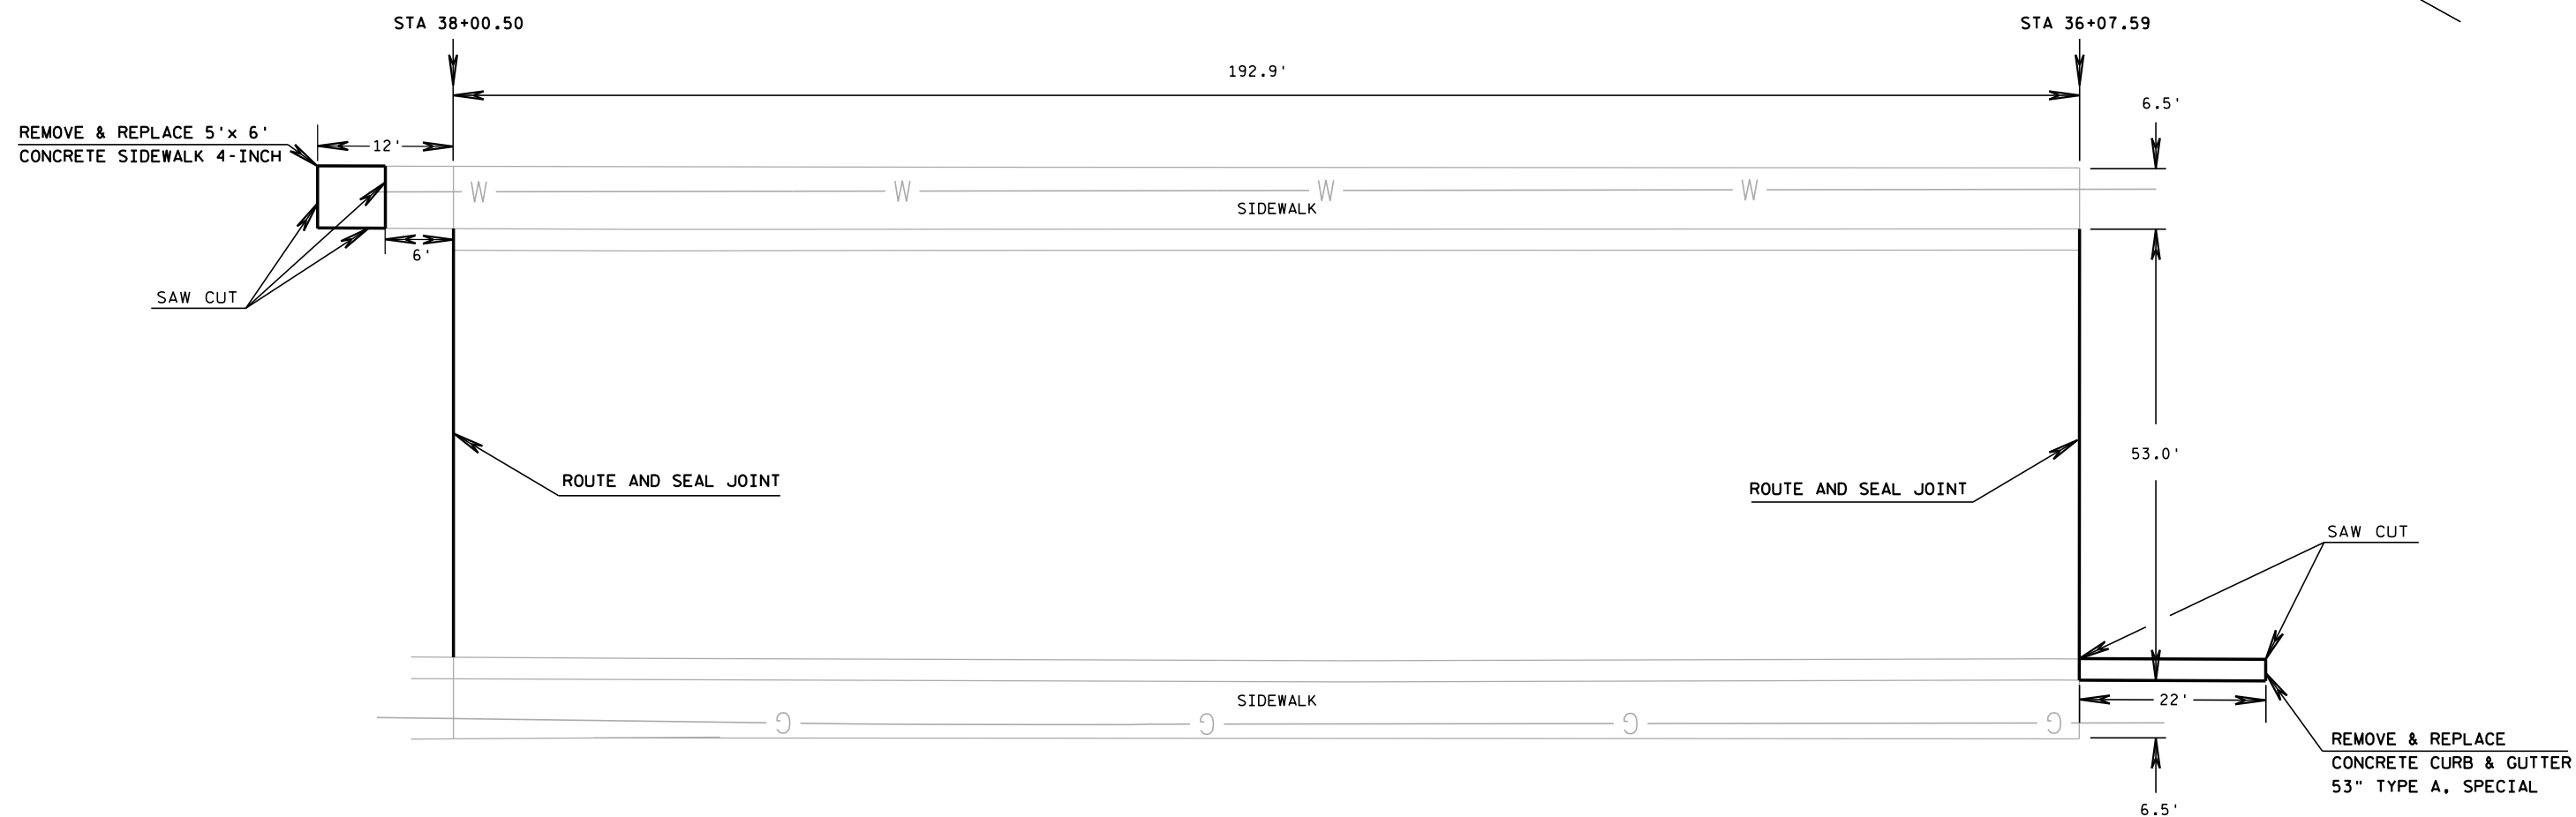 STA 38+00.50
STA 36+07.59
192.9'
6.5'
REMOVE & REPLACE 5'x 6'
CONCRETE SIDEWALK 4-INCH
12'
W
W
W
W
SIDEWALK
6'
SAW CUT
53.0'
ROUTE AND SEAL JOINT
ROUTE AND SEAL JOINT
SAW CUT
SIDEWALK
22'
G
G
G
G
REMOVE & REPLACE
CONCRETE CURB & GUTTER
53" TYPE A, SPECIAL
6.5'